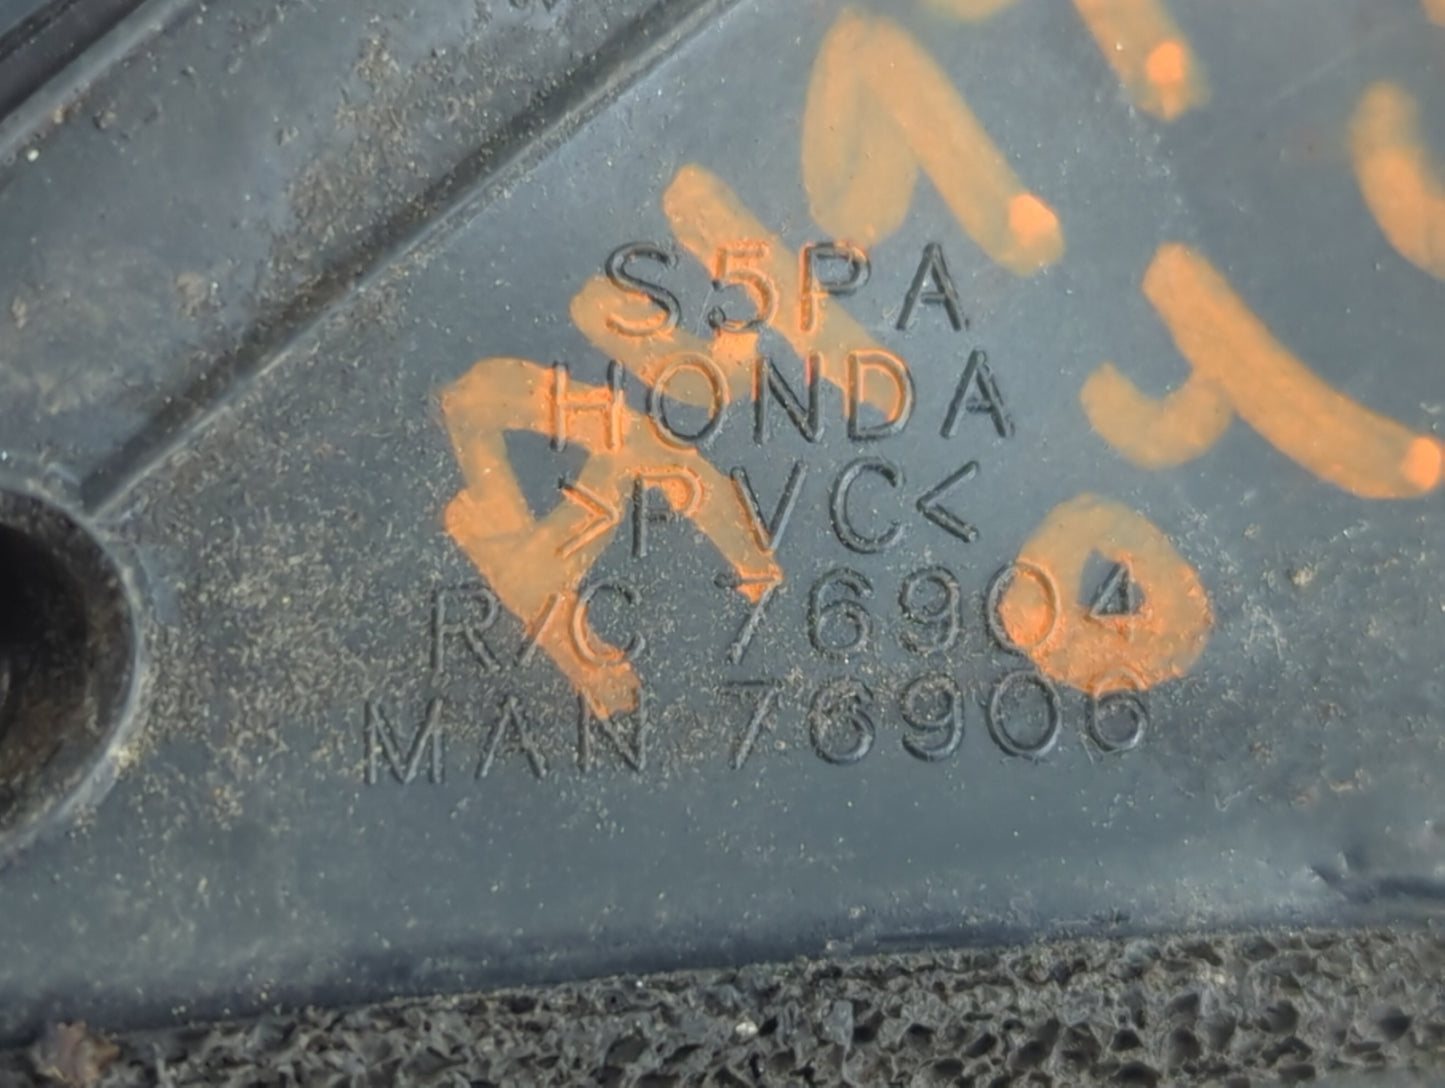 S5PA
HONDA
>PVC<
R/C 76904
MAN 76906